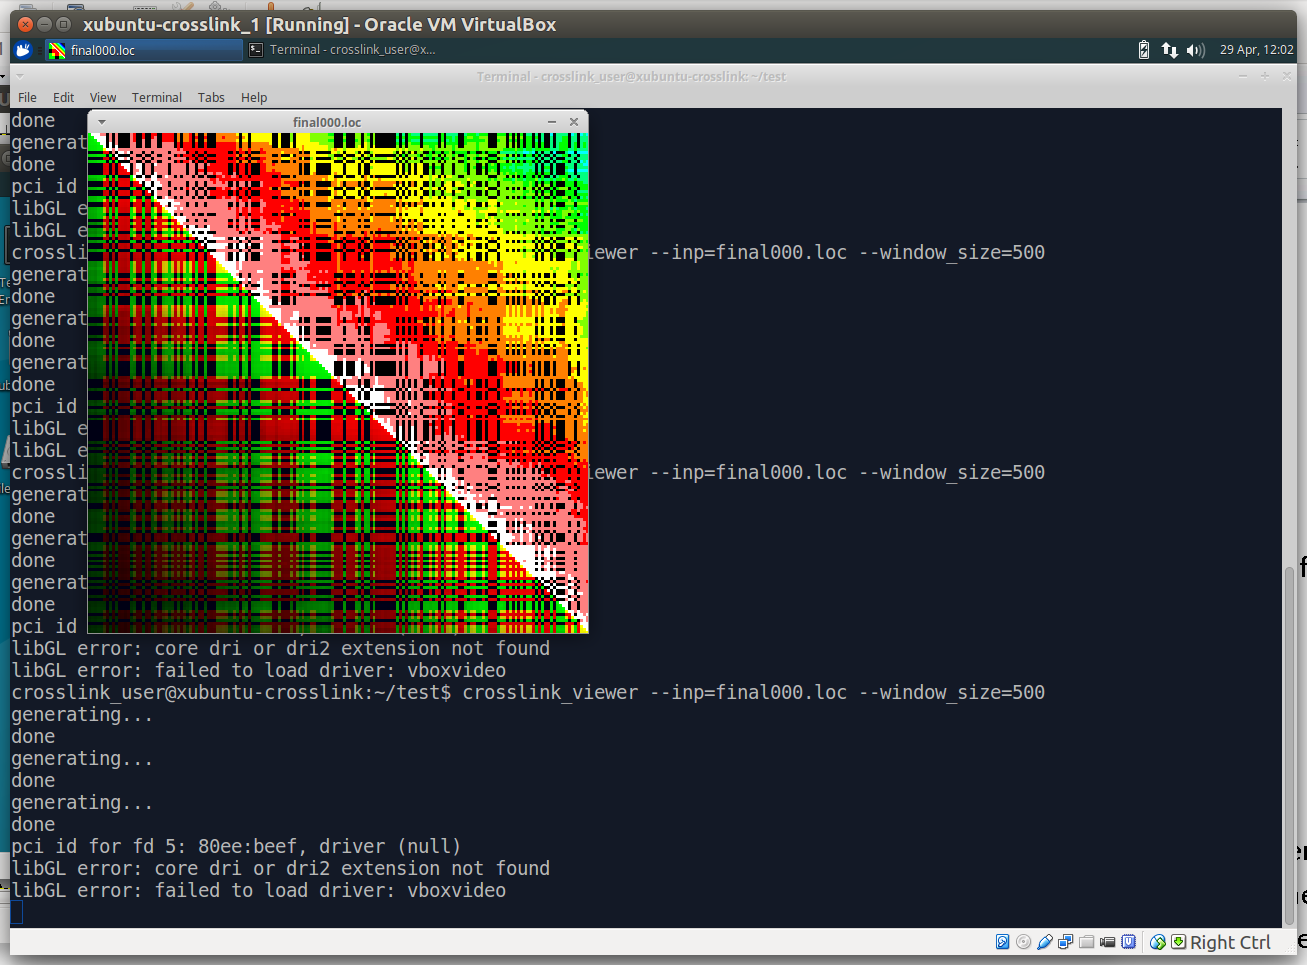 xubuntu-crosslink_1 [Running] - Oracle VM VirtualBox
final000.loc
Terminal - crosslink_user@x...
29 Apr, 12:02
Terminal - crosslink_user@xubuntu-crosslink: ~/test
File Edit View Terminal Tabs Help
done
final000.loc
generat
done
pci id
libGL e
libGL e
crossli iewer --inp=final000.loc --window_size=500
generat
done
generat
done
generat
done
pci id
libGL e
libGL e
crossli iewer --inp=final000.loc --window_size=500
generat
done
generat
done
generat
done
pci id
libGL error: core dri or dri2 extension not found
libGL error: failed to load driver: vboxvideo
crosslink_user@xubuntu-crosslink:~/test$ crosslink_viewer --inp=final000.loc --window_size=500
generating...
done
generating...
done
generating...
done
pci id for fd 5: 80ee:beef, driver (null)
libGL error: core dri or dri2 extension not found
libGL error: failed to load driver: vboxvideo
Right Ctrl